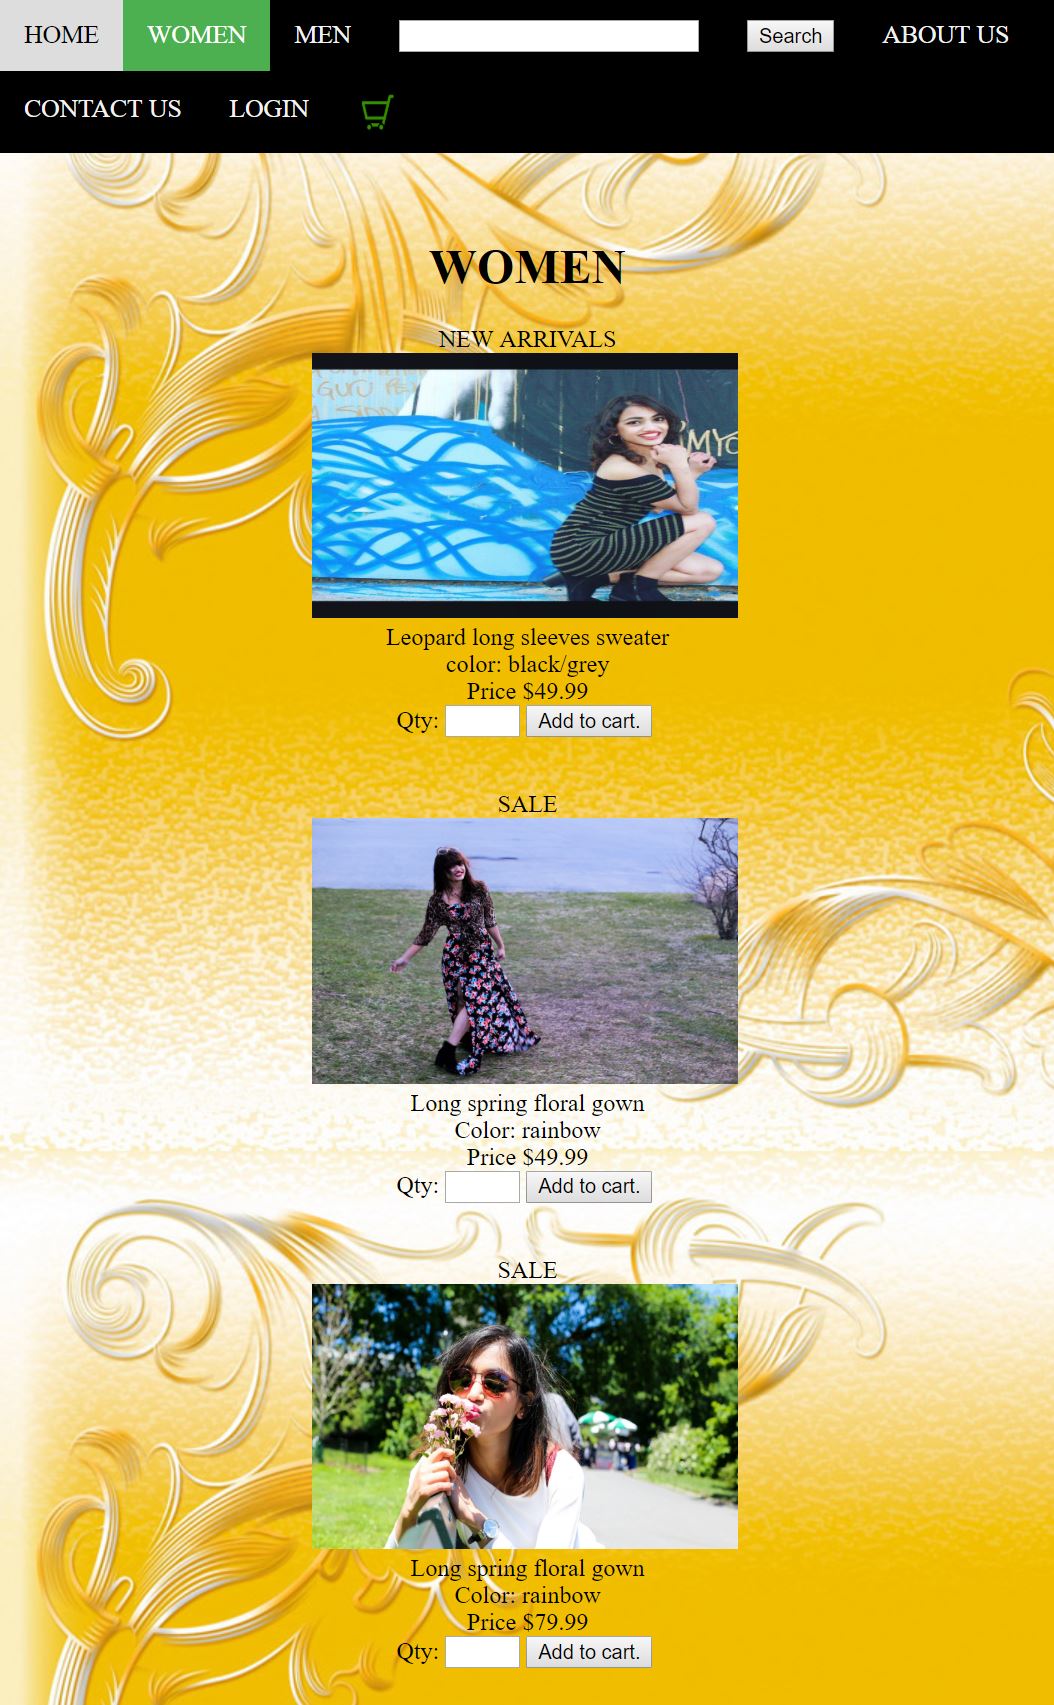 HOME WOMEN MEN Search ABOUT US
CONTACT US LOGIN
WOMEN
NEW ARRIVALS
GURU
Leopard long sleeves sweater
color: black/grey
Price $49.99
Qty: Add to cart.
SALE
Long spring floral gown
Color: rainbow
Price $49.99
Qty: Add to cart.
SALE
Long spring floral gown
Color: rainbow
Price $79.99
Qty: Add to cart.